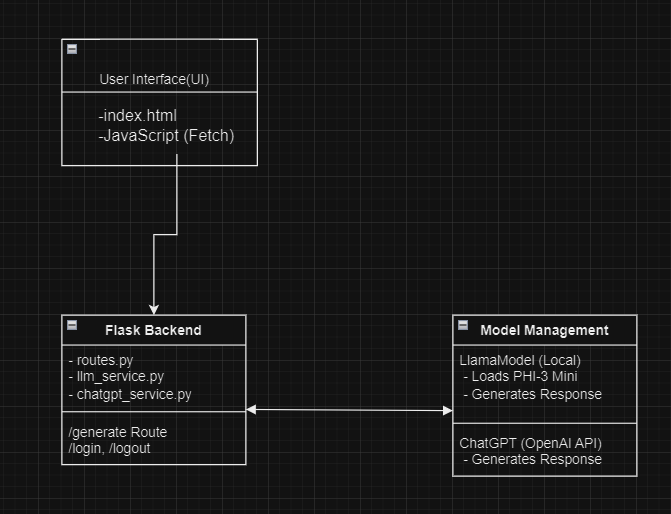 User Interface(UI)
-index.html
-JavaScript (Fetch)
Flask Backend
- routes.py
- llm_service.py
- chatgpt_service.py
/generate Route
/login, /logout
Model Management
LlamaModel (Local)
- Loads PHI-3 Mini
- Generates Response
ChatGPT (OpenAI API)
- Generates Response